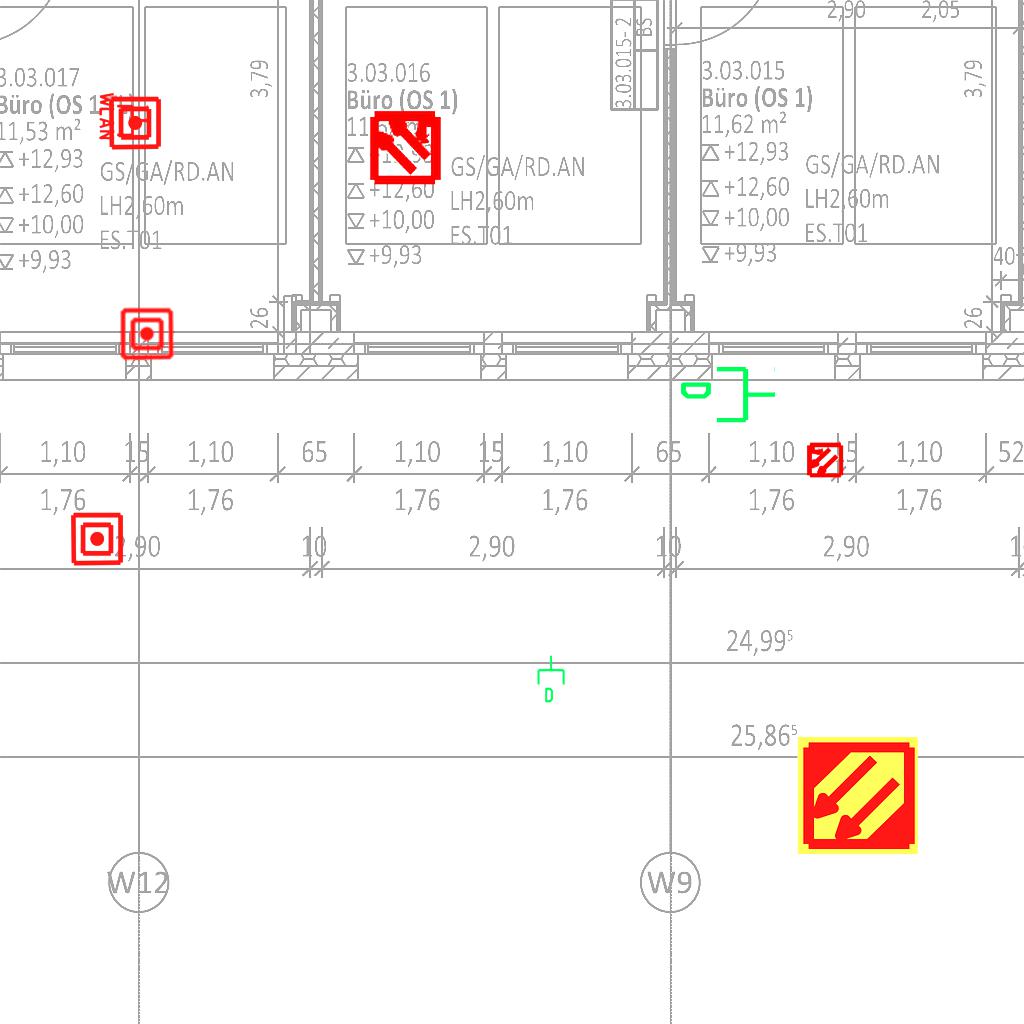 2,90 2,05
3.03.017
Büro (OS 1)
11,53 m²
+12,93
+12,60
+10,00
+9,93
WLAN
GS/GA/RD.AN
LH2,60m
ES.T01
3,79
26
3.03.016
Büro (OS 1)
+12,60
+10,00
+9,93
GS/GA/RD.AN
LH2,60m
ES.T01
3.03.015- 2
BS
3.03.015
Büro (OS 1)
11,62 m²
+12,93
+12,60
+10,00
+9,93
GS/GA/RD.AN
LH2,60m
ES.T01
3,79
40
26
1,10 15 1,10 65 1,10 15 1,10 65 1,10 15 1,10 52
1,76 1,76 1,76 1,76 1,76 1,76
2,90 10 2,90 10 2,90
24,99⁵
D
25,86⁵
W12 W9